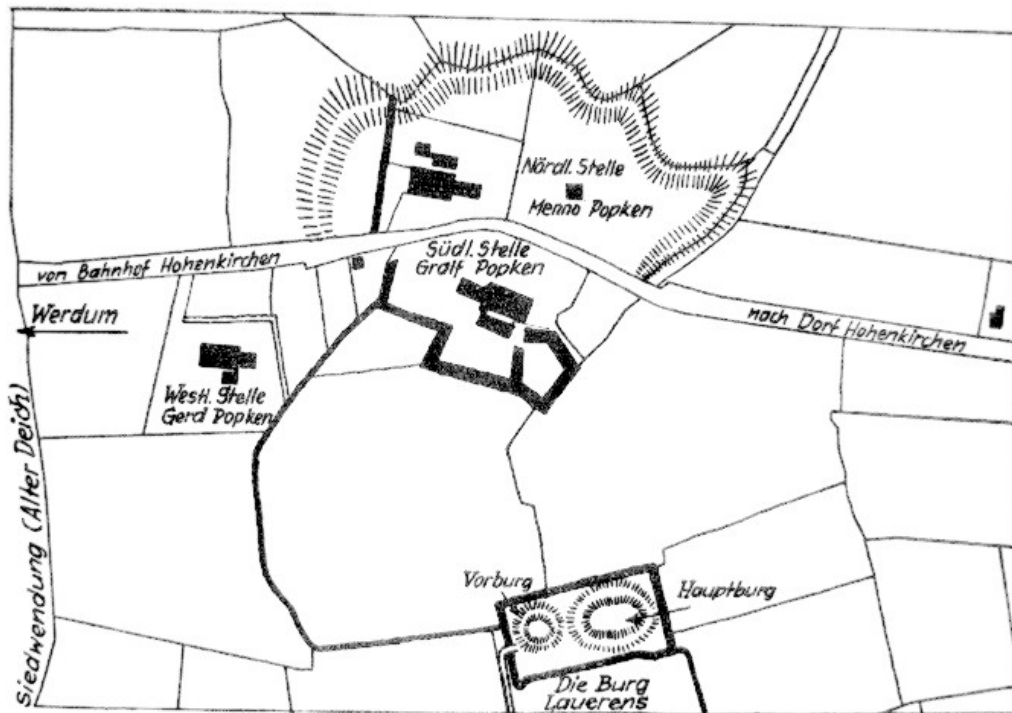 Nördl. Stelle
Menno Popken
Südl. Stelle
Gralf Popken
von Bahnhof Hohenkirchen
nach Dorf Hohenkirchen
Werdum
Westl. Stelle
Gerd Popken
Siedwendung (Alter Deich)
Vorburg
Hauptburg
Die Burg
Lauerens